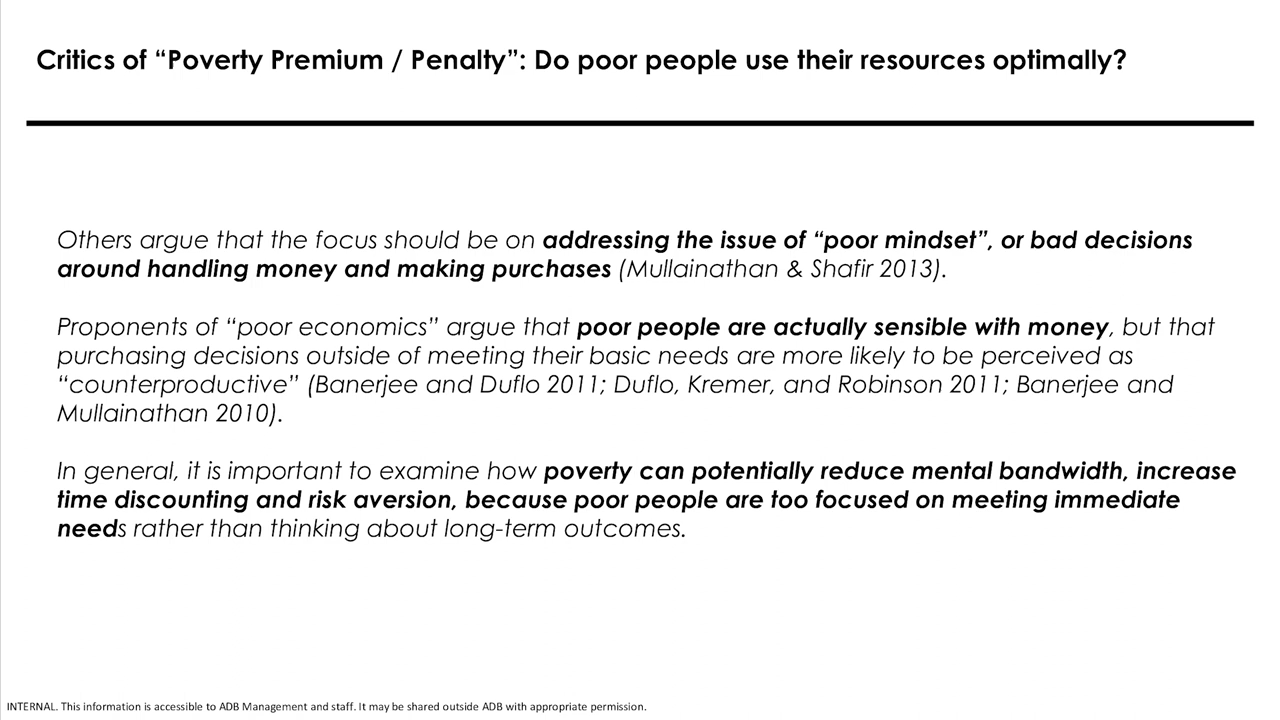 Critics of “Poverty Premium / Penalty”: Do poor people use their resources optimally?
Others argue that the focus should be on addressing the issue of “poor mindset”, or bad decisions
around handling money and making purchases (Mullainathan & Shafir 2013).
Proponents of “poor economics” argue that poor people are actually sensible with money, but that
purchasing decisions outside of meeting their basic needs are more likely to be perceived as
“counterproductive” (Banerjee and Duflo 2011; Duflo, Kremer, and Robinson 2011; Banerjee and
Mullainathan 2010).
In general, it is important to examine how poverty can potentially reduce mental bandwidth, increase
time discounting and risk aversion, because poor people are too focused on meeting immediate
needs rather than thinking about long-term outcomes.
INTERNAL. This information is accessible to ADB Management and staff. It may be shared outside ADB with appropriate permission.